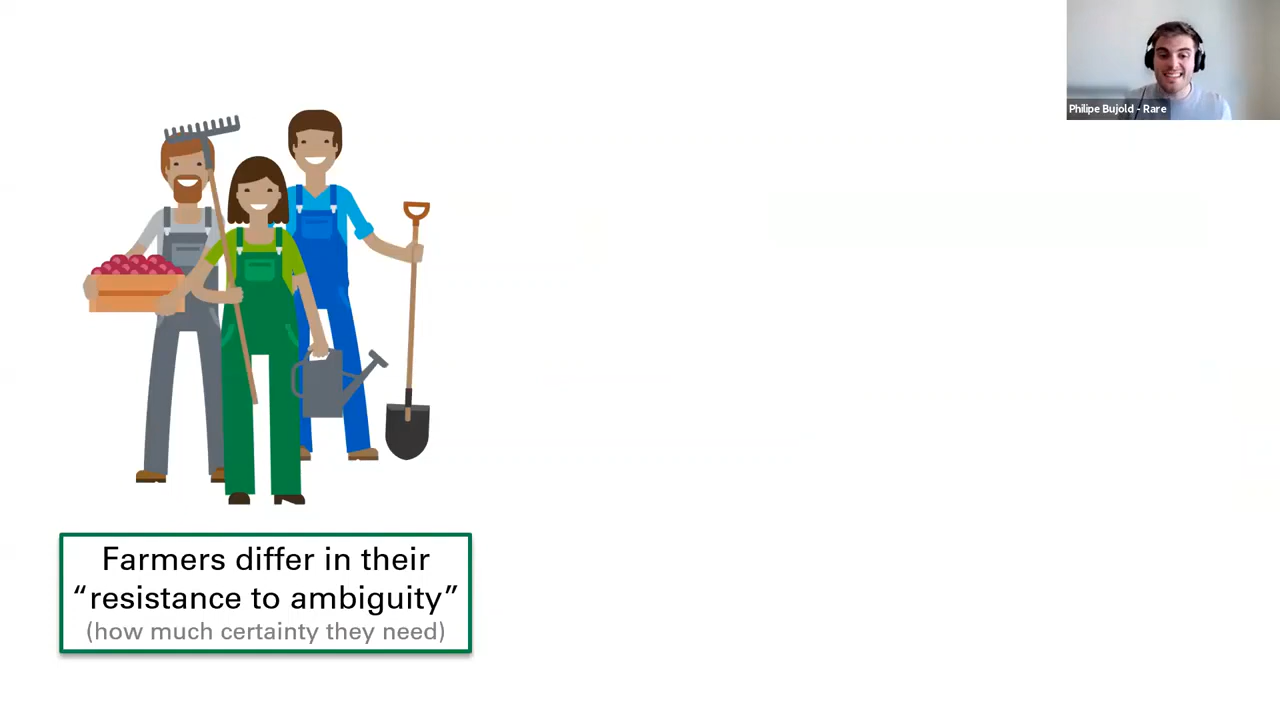 Philipe Bujold - Rare
Farmers differ in their
“resistance to ambiguity”
(how much certainty they need)